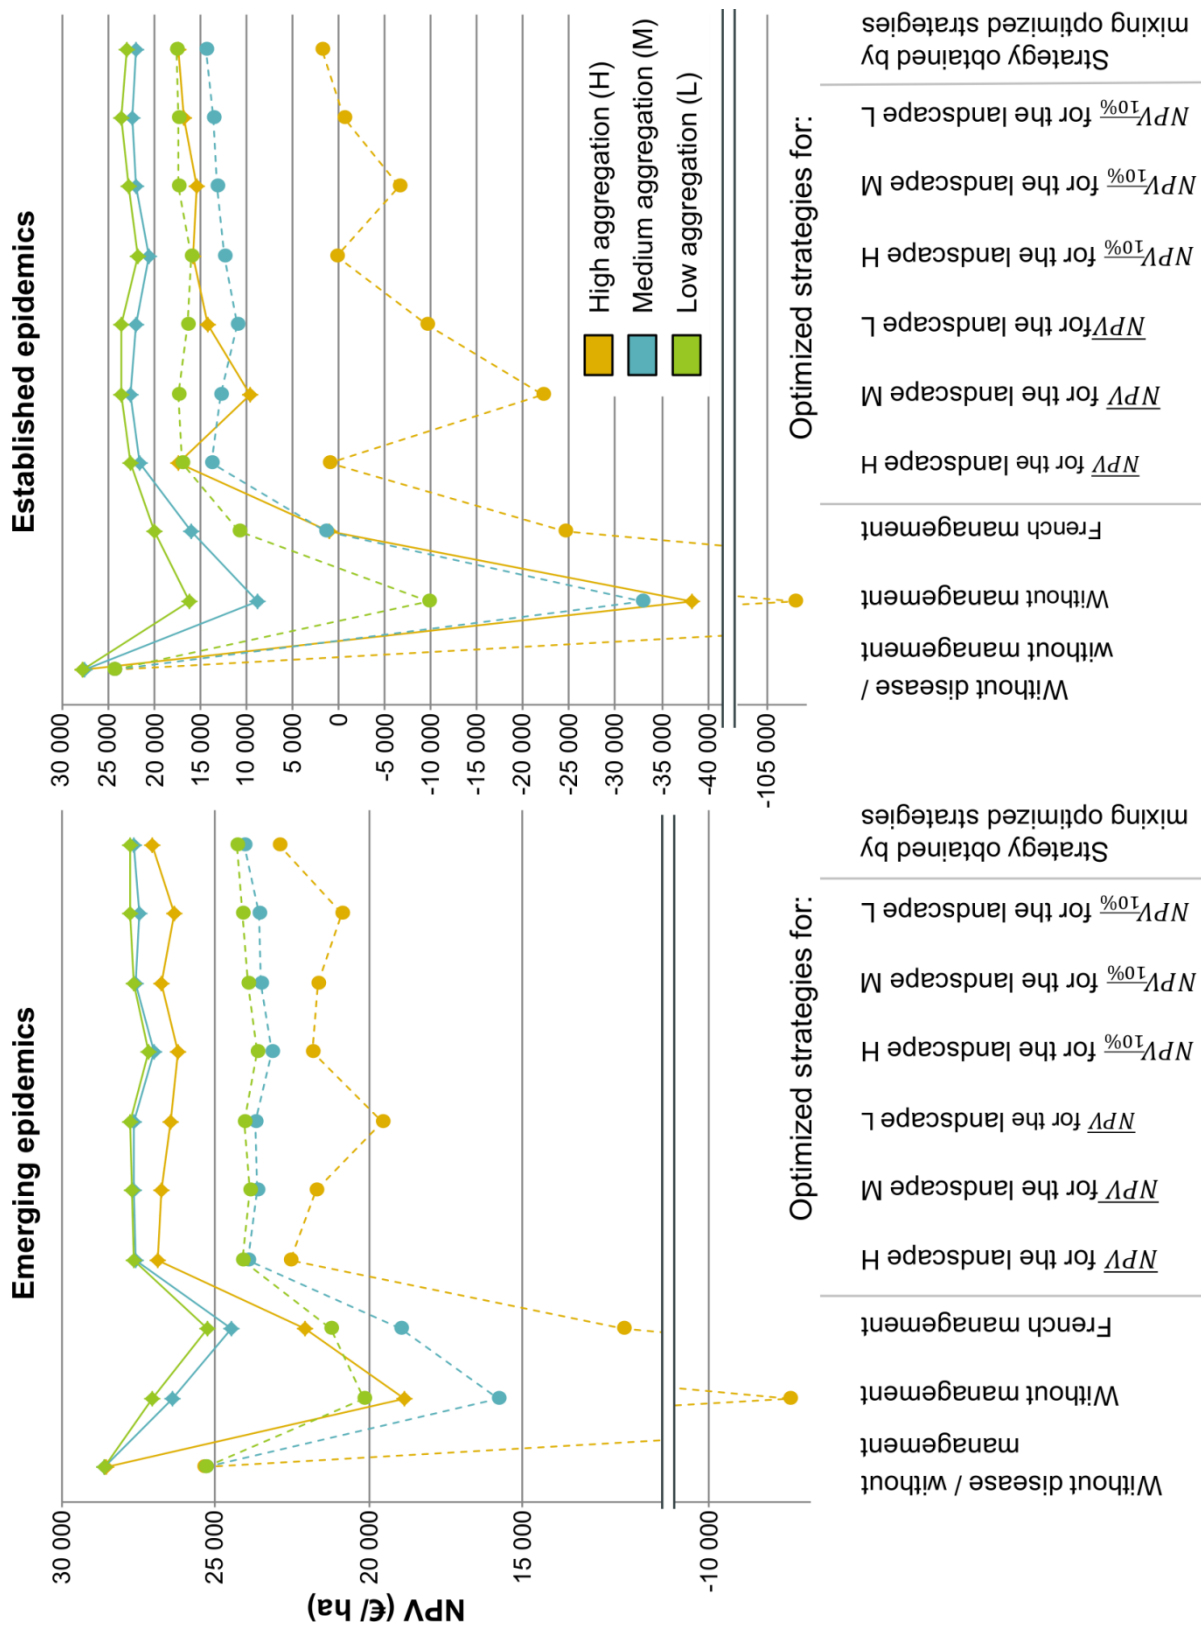 Emerging epidemics
NPV (€/ ha)
30 000
25 000
20 000
15 000
-10 000
Without disease / without
management
Without management
French management
Optimized strategies for:
NPV for the landscape H
NPV for the landscape M
NPV for the landscape L
NPV10% for the landscape H
NPV10% for the landscape M
NPV10% for the landscape L
Strategy obtained by
mixing optimized strategies
Established epidemics
30 000
25 000
20 000
15 000
10 000
5 000
0
-5 000
-10 000
-15 000
-20 000
-25 000
-30 000
-35 000
-40 000
-105 000
High aggregation (H)
Medium aggregation (M)
Low aggregation (L)
Without disease /
without management
Without
management
French management
Optimized strategies for:
NPV for the landscape H
NPV for the landscape M
NPV for the landscape L
NPV10% for the landscape H
NPV10% for the landscape M
NPV10% for the landscape L
Strategy obtained by
mixing optimized strategies